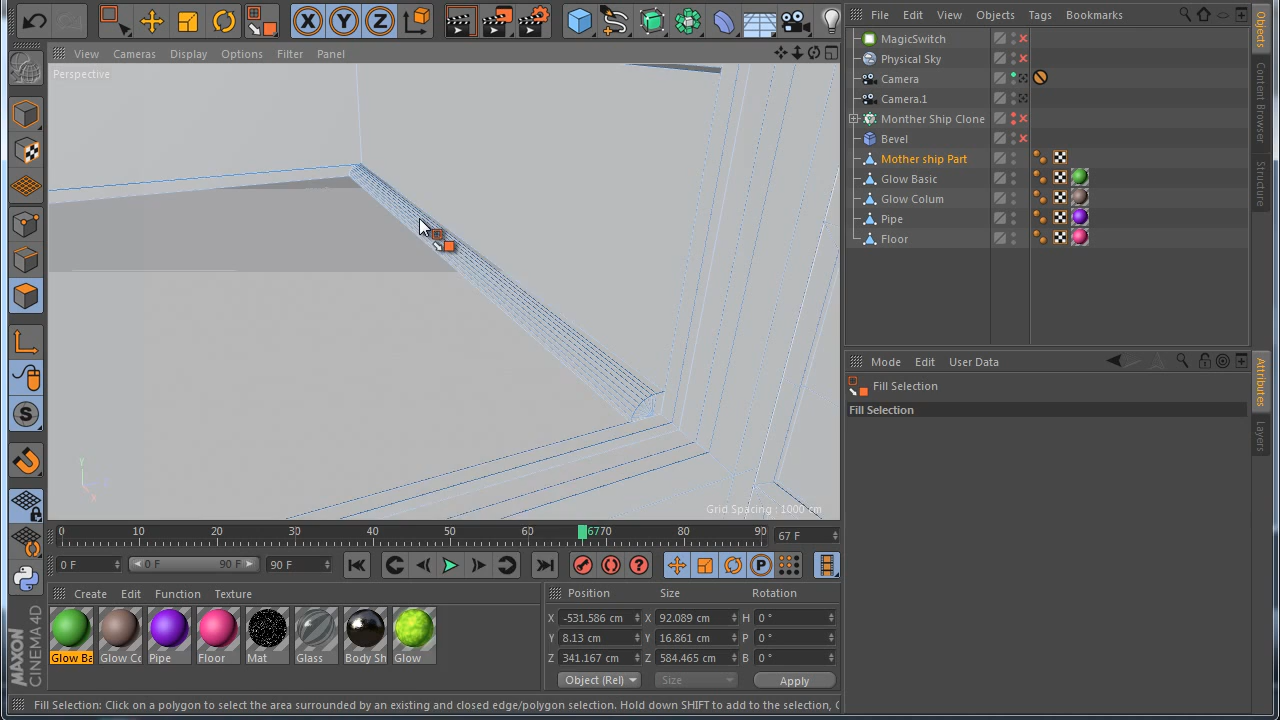 File Edit View Objects Tags Bookmarks
View Cameras Display Options Filter Panel
Perspective
MagicSwitch
Physical Sky
Camera
Camera.1
Monther Ship Clone
Bevel
Mother ship Part
Glow Basic
Glow Colum
Pipe
Floor
Objects
Content Browser
Structure
X Y Z
S
Y
X
Grid Spacing : 1000 cm
Mode Edit User Data
Fill Selection
Fill Selection
Attributes
Layers
0 10 20 30 40 50 60 6770 80 90 67 F
0 F 0 F 90 F 90 F
P
Create Edit Function Texture
Position Size Rotation
X -531.586 cm X 92.089 cm H 0 °
Y 8.13 cm Y 16.861 cm P 0 °
Z 341.167 cm Z 584.465 cm B 0 °
Object (Rel) Size Apply
Glow Ba Glow Co Pipe Floor Mat Glass Body Sh Glow
MAXON CINEMA 4D
Fill Selection: Click on a polygon to select the area surrounded by an existing and closed edge/polygon selection. Hold down SHIFT to add to the selection, C